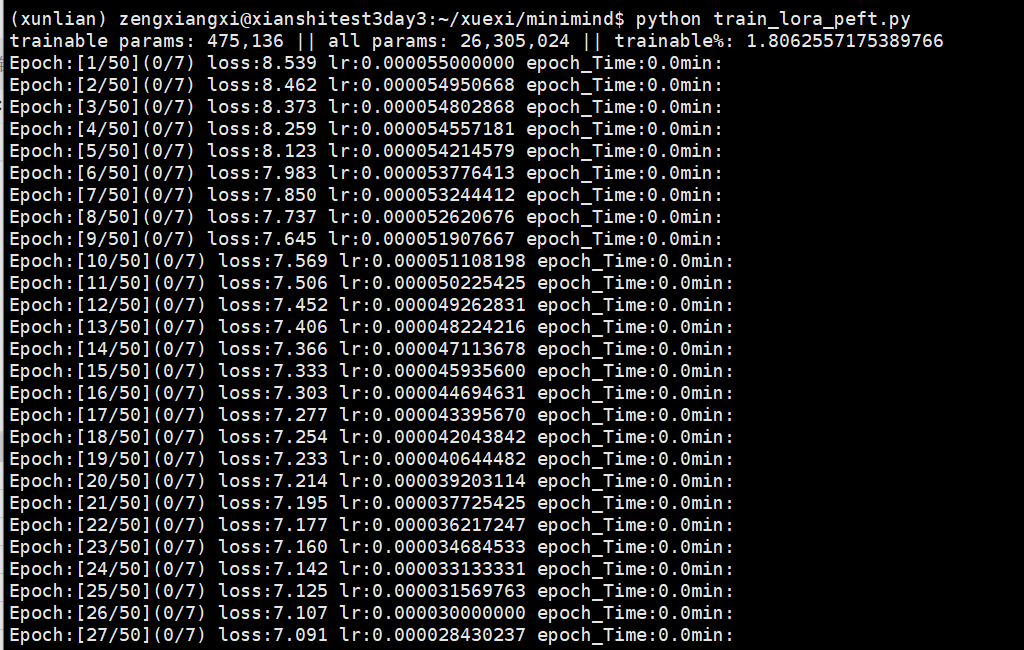 (xunlian) zengxiangxi@xianshitest3day3:~/xuexi/minimind$ python train_lora_peft.py
trainable params: 475,136 || all params: 26,305,024 || trainable%: 1.8062557175389766
Epoch:[1/50](0/7) loss:8.539 lr:0.000055000000 epoch_Time:0.0min:
Epoch:[2/50](0/7) loss:8.462 lr:0.000054950668 epoch_Time:0.0min:
Epoch:[3/50](0/7) loss:8.373 lr:0.000054802868 epoch_Time:0.0min:
Epoch:[4/50](0/7) loss:8.259 lr:0.000054557181 epoch_Time:0.0min:
Epoch:[5/50](0/7) loss:8.123 lr:0.000054214579 epoch_Time:0.0min:
Epoch:[6/50](0/7) loss:7.983 lr:0.000053776413 epoch_Time:0.0min:
Epoch:[7/50](0/7) loss:7.850 lr:0.000053244412 epoch_Time:0.0min:
Epoch:[8/50](0/7) loss:7.737 lr:0.000052620676 epoch_Time:0.0min:
Epoch:[9/50](0/7) loss:7.645 lr:0.000051907667 epoch_Time:0.0min:
Epoch:[10/50](0/7) loss:7.569 lr:0.000051108198 epoch_Time:0.0min:
Epoch:[11/50](0/7) loss:7.506 lr:0.000050225425 epoch_Time:0.0min:
Epoch:[12/50](0/7) loss:7.452 lr:0.000049262831 epoch_Time:0.0min:
Epoch:[13/50](0/7) loss:7.406 lr:0.000048224216 epoch_Time:0.0min:
Epoch:[14/50](0/7) loss:7.366 lr:0.000047113678 epoch_Time:0.0min:
Epoch:[15/50](0/7) loss:7.333 lr:0.000045935600 epoch_Time:0.0min:
Epoch:[16/50](0/7) loss:7.303 lr:0.000044694631 epoch_Time:0.0min:
Epoch:[17/50](0/7) loss:7.277 lr:0.000043395670 epoch_Time:0.0min:
Epoch:[18/50](0/7) loss:7.254 lr:0.000042043842 epoch_Time:0.0min:
Epoch:[19/50](0/7) loss:7.233 lr:0.000040644482 epoch_Time:0.0min:
Epoch:[20/50](0/7) loss:7.214 lr:0.000039203114 epoch_Time:0.0min:
Epoch:[21/50](0/7) loss:7.195 lr:0.000037725425 epoch_Time:0.0min:
Epoch:[22/50](0/7) loss:7.177 lr:0.000036217247 epoch_Time:0.0min:
Epoch:[23/50](0/7) loss:7.160 lr:0.000034684533 epoch_Time:0.0min:
Epoch:[24/50](0/7) loss:7.142 lr:0.000033133331 epoch_Time:0.0min:
Epoch:[25/50](0/7) loss:7.125 lr:0.000031569763 epoch_Time:0.0min:
Epoch:[26/50](0/7) loss:7.107 lr:0.000030000000 epoch_Time:0.0min:
Epoch:[27/50](0/7) loss:7.091 lr:0.000028430237 epoch_Time:0.0min: